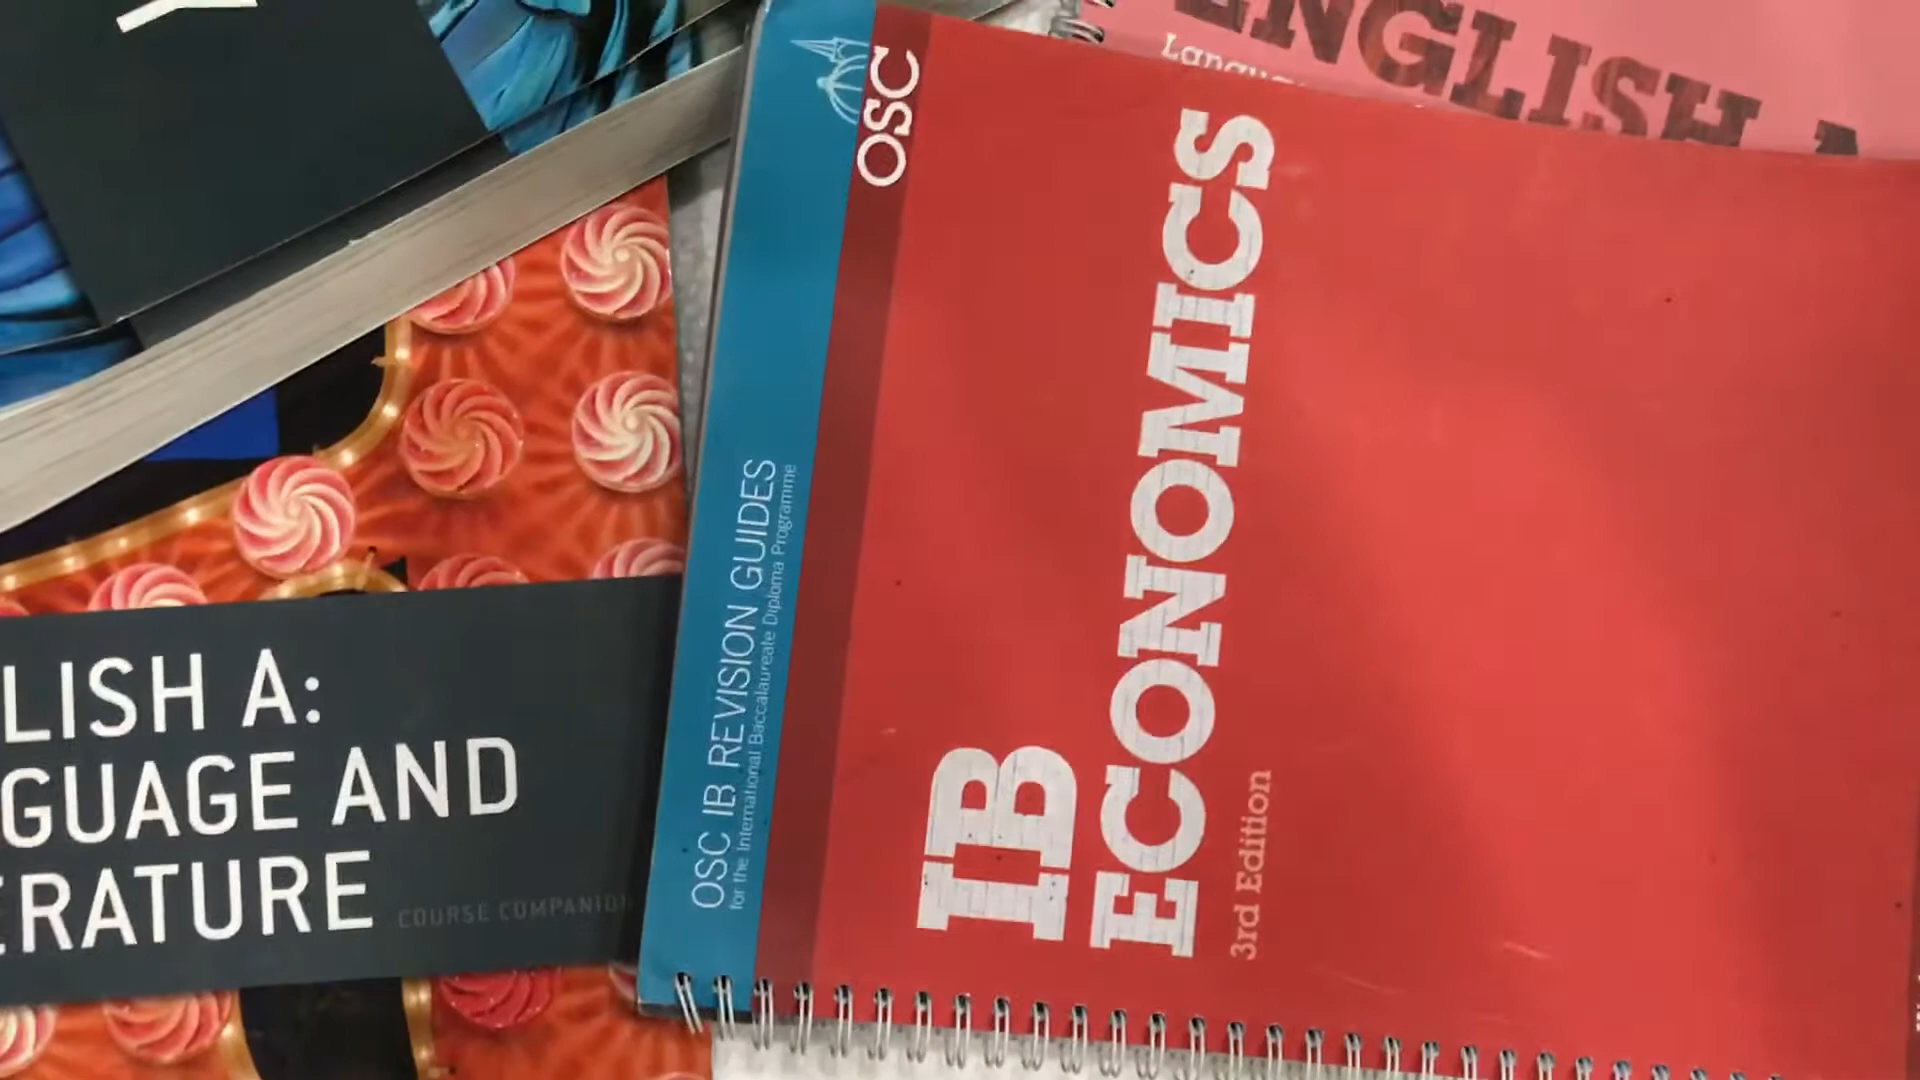 Y
ENGLISH A
OSC
IB
ECONOMICS
3rd Edition
OSC IB REVISION GUIDES
for the International Baccalaureate Diploma Programme
LISH A:
GUAGE AND
ERATURE
COURSE COMPANION